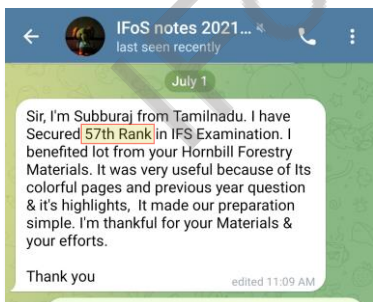 IFoS notes 2021...
last seen recently
July 1
Sir, I'm Subburaj from Tamilnadu. I have
Secured 57th Rank in IFS Examination. I
benefited lot from your Hornbill Forestry
Materials. It was very useful because of Its
colorful pages and previous year question
& it's highlights, It made our preparation
simple. I'm thankful for your Materials &
your efforts.
Thank you
edited 11:09 AM